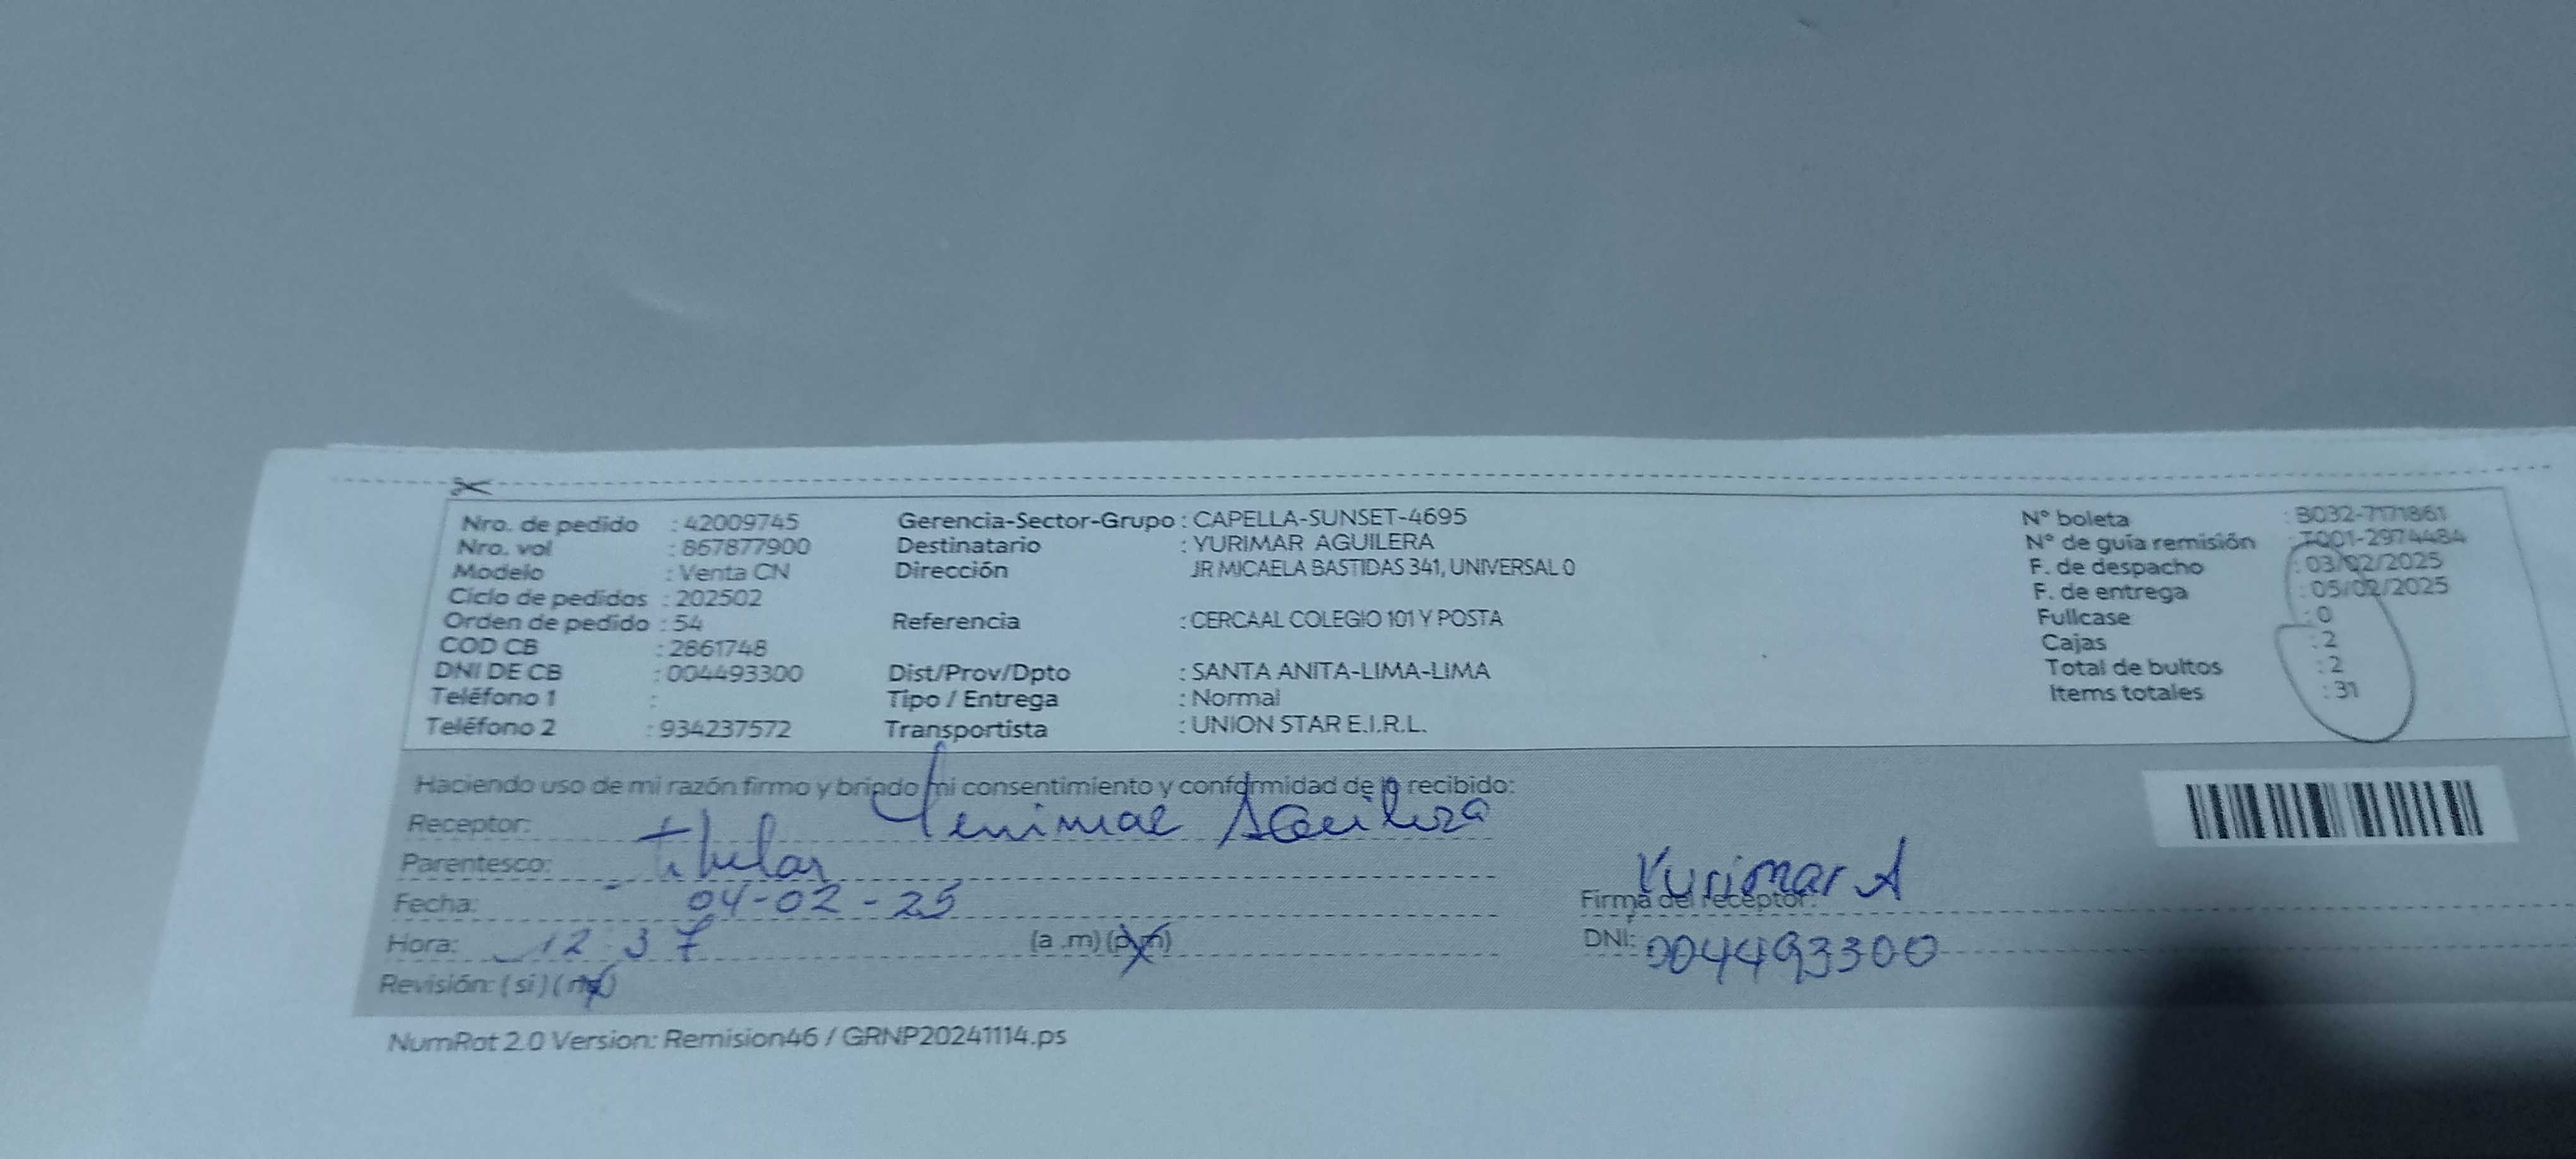 Nro. de pedido : 42009745 Gerencia-Sector-Grupo : CAPELLA-SUNSET-4695 N° boleta : B032-7171861
Nro. vol : 867877900 Destinatario : YURIMAR AGUILERA N° de guía remisión : T001-2974484
Modelo : Venta CN Dirección JR MICAELA BASTIDAS 341, UNIVERSAL 0 F. de despacho : 03/02/2025
Ciclo de pedidos : 202502 F. de entrega : 05/02/2025
Orden de pedido : 54 Referencia : CERCAAL COLEGIO 101 Y POSTA Fullcase : 0
COD CB : 2861748 Cajas : 2
DNI DE CB : 004493300 Dist/Prov/Dpto : SANTA ANITA-LIMA-LIMA Total de bultos : 2
Teléfono 1 : Tipo / Entrega : Normal Items totales : 31
Teléfono 2 : 934237572 Transportista : UNION STAR E.I.R.L.
Haciendo uso de mi razón firmo y brindo mi consentimiento y conformidad de lo recibido:
Receptor: Aguilera
Parentesco: titular
Yurimar A
Fecha: 04-02-25 Firma del receptor:
Hora: 12:37 (a.m) (p.m) DNI: 004493300
Revisión: (si) (no)
NumRot 2.0 Version: Remision46 / GRNP20241114.ps